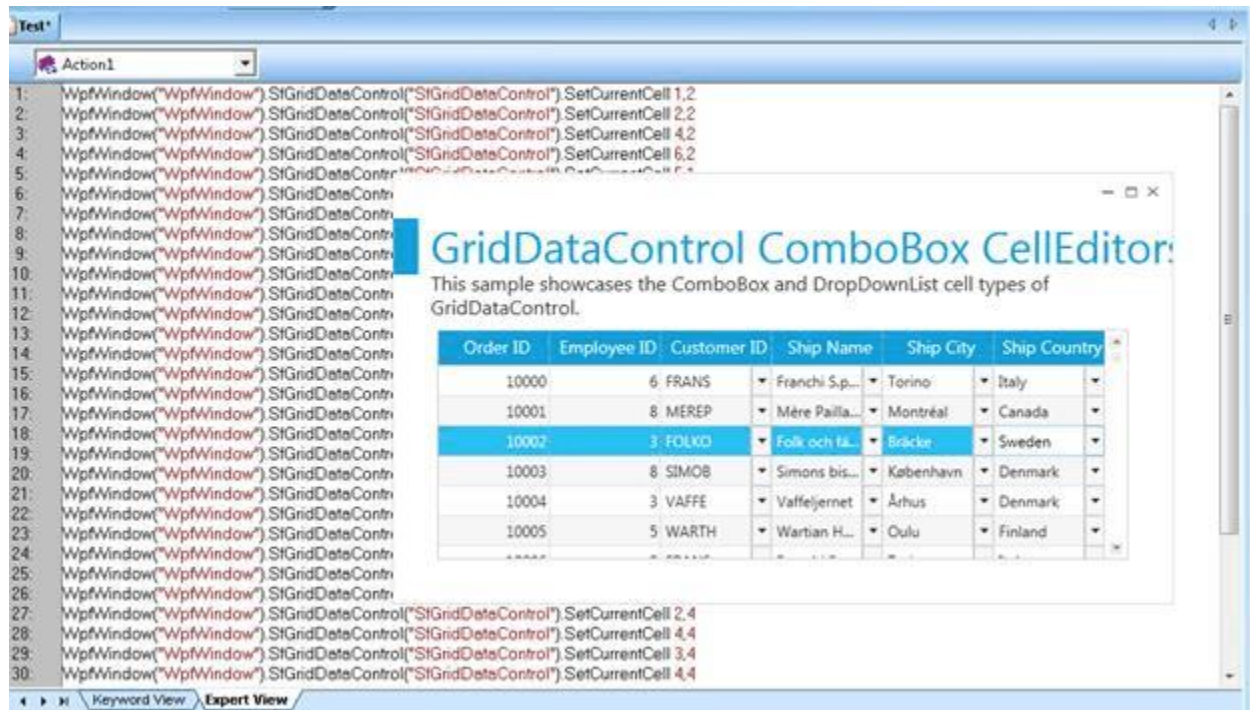 Test*
Action1
1: WpfWindow("WpfWindow").SfGridDataControl("SfGridDataControl").SetCurrentCell 1,2
2: WpfWindow("WpfWindow").SfGridDataControl("SfGridDataControl").SetCurrentCell 2,2
3: WpfWindow("WpfWindow").SfGridDataControl("SfGridDataControl").SetCurrentCell 4,2
4: WpfWindow("WpfWindow").SfGridDataControl("SfGridDataControl").SetCurrentCell 6,2
5: WpfWindow("WpfWindow").SfGridDataContr
6: WpfWindow("WpfWindow").SfGridDataContr
7: WpfWindow("WpfWindow").SfGridDataContr
8: WpfWindow("WpfWindow").SfGridDataContr
9: WpfWindow("WpfWindow").SfGridDataContr
10: WpfWindow("WpfWindow").SfGridDataContr
11: WpfWindow("WpfWindow").SfGridDataContr
12: WpfWindow("WpfWindow").SfGridDataContr
13: WpfWindow("WpfWindow").SfGridDataContr
14: WpfWindow("WpfWindow").SfGridDataContr
15: WpfWindow("WpfWindow").SfGridDataContr
16: WpfWindow("WpfWindow").SfGridDataContr
17: WpfWindow("WpfWindow").SfGridDataContr
18: WpfWindow("WpfWindow").SfGridDataContr
19: WpfWindow("WpfWindow").SfGridDataContr
20: WpfWindow("WpfWindow").SfGridDataContr
21: WpfWindow("WpfWindow").SfGridDataContr
22: WpfWindow("WpfWindow").SfGridDataContr
23: WpfWindow("WpfWindow").SfGridDataContr
24: WpfWindow("WpfWindow").SfGridDataContr
25: WpfWindow("WpfWindow").SfGridDataContr
26: WpfWindow("WpfWindow").SfGridDataContr
27: WpfWindow("WpfWindow").SfGridDataControl("SfGridDataControl").SetCurrentCell 2,4
28: WpfWindow("WpfWindow").SfGridDataControl("SfGridDataControl").SetCurrentCell 4,4
29: WpfWindow("WpfWindow").SfGridDataControl("SfGridDataControl").SetCurrentCell 3,4
30: WpfWindow("WpfWindow").SfGridDataControl("SfGridDataControl").SetCurrentCell 4,4
GridDataControl ComboBox CellEditors
This sample showcases the ComboBox and DropDownList cell types of
GridDataControl.
Order ID Employee ID Customer ID Ship Name Ship City Ship Country
10000 6 FRANS Franchi S.p... Torino Italy
10001 8 MEREP Mère Pailla... Montréal Canada
10002 3 FOLKO Folk och fä... Bräcke Sweden
10003 8 SIMOB Simons bis... København Denmark
10004 3 VAFFE Vaffeljernet Århus Denmark
10005 5 WARTH Wartian H... Oulu Finland
Keyword View Expert View